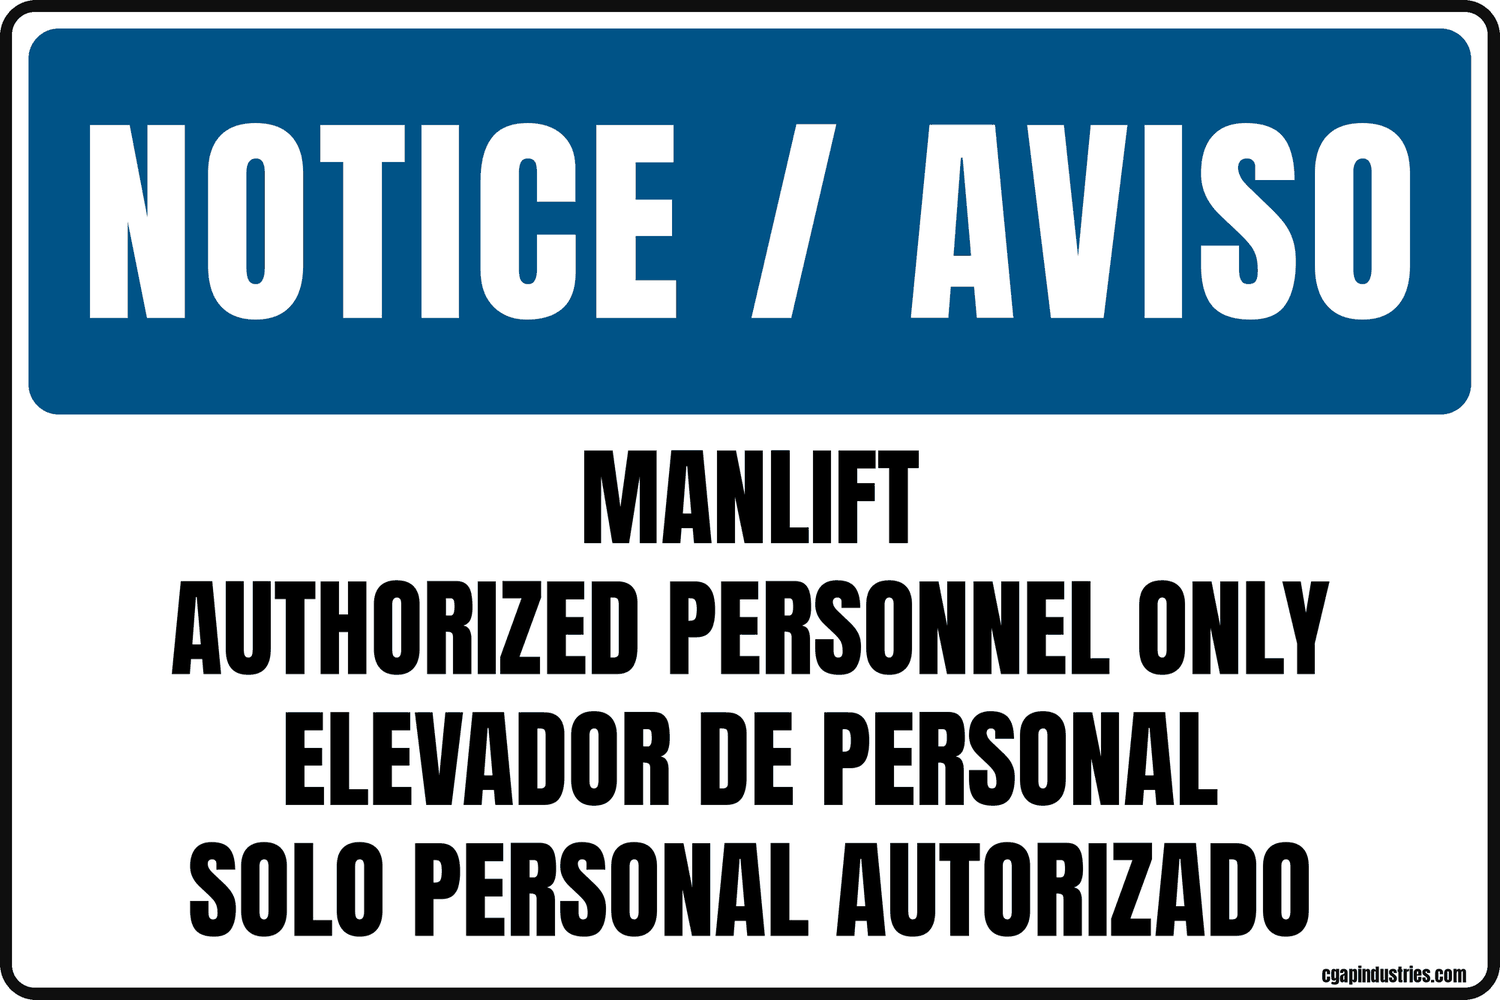 NOTICE / AVISO
MANLIFT
AUTHORIZED PERSONNEL ONLY
ELEVADOR DE PERSONAL
SOLO PERSONAL AUTORIZADO
cgapindustries.com